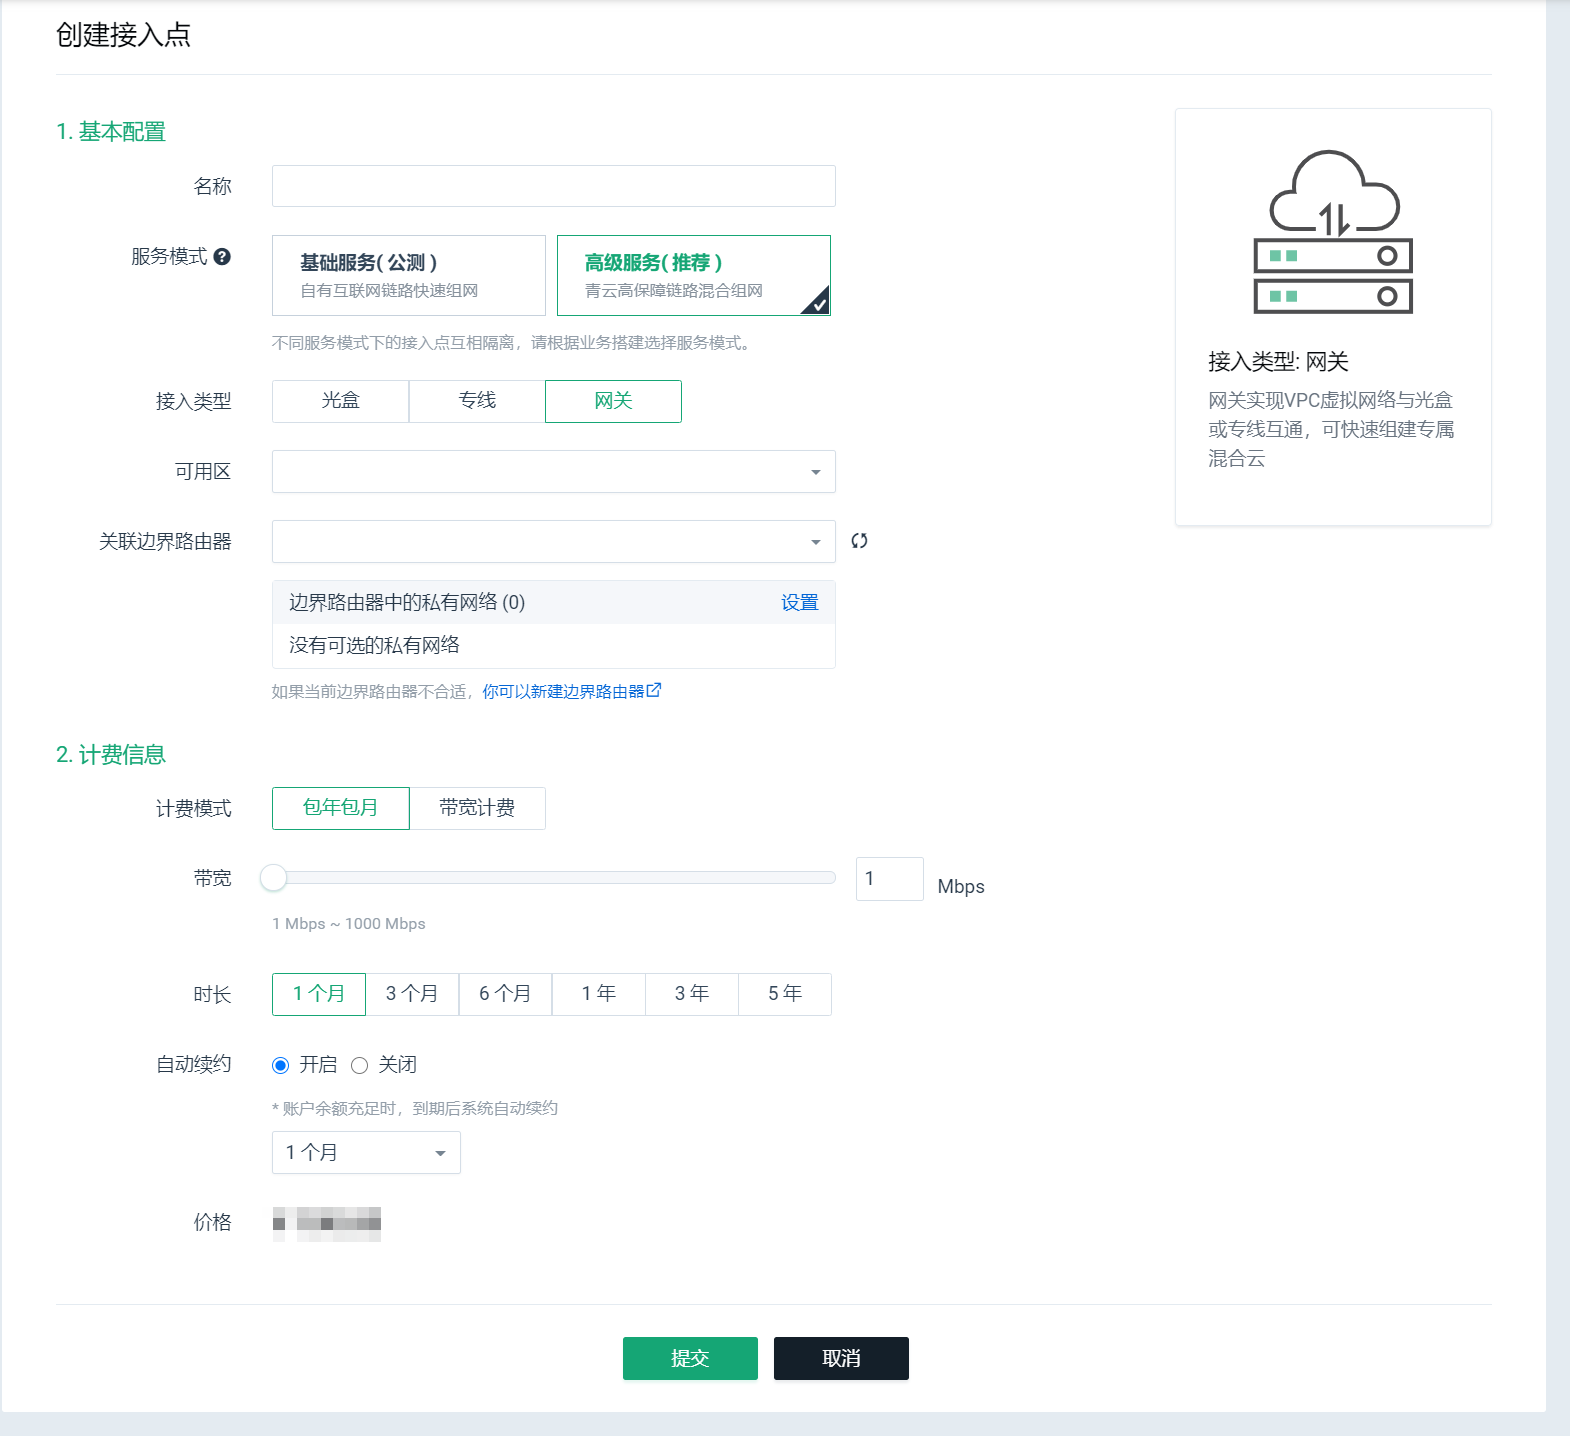 创建接入点
1. 基本配置
名称
服务模式
基础服务( 公测 )
自有互联网链路快速组网
高级服务( 推荐 )
青云高保障链路混合组网
不同服务模式下的接入点互相隔离，请根据业务搭建选择服务模式。
接入类型
光盒
专线
网关
可用区
关联边界路由器
边界路由器中的私有网络 (0)
设置
没有可选的私有网络
如果当前边界路由器不合适，你可以新建边界路由器
接入类型: 网关
网关实现VPC虚拟网络与光盒
或专线互通，可快速组建专属
混合云
2. 计费信息
计费模式
包年包月
带宽计费
带宽
1
Mbps
1 Mbps ~ 1000 Mbps
时长
1 个月
3 个月
6 个月
1 年
3 年
5 年
自动续约
开启
关闭
* 账户余额充足时，到期后系统自动续约
1 个月
价格
提交
取消